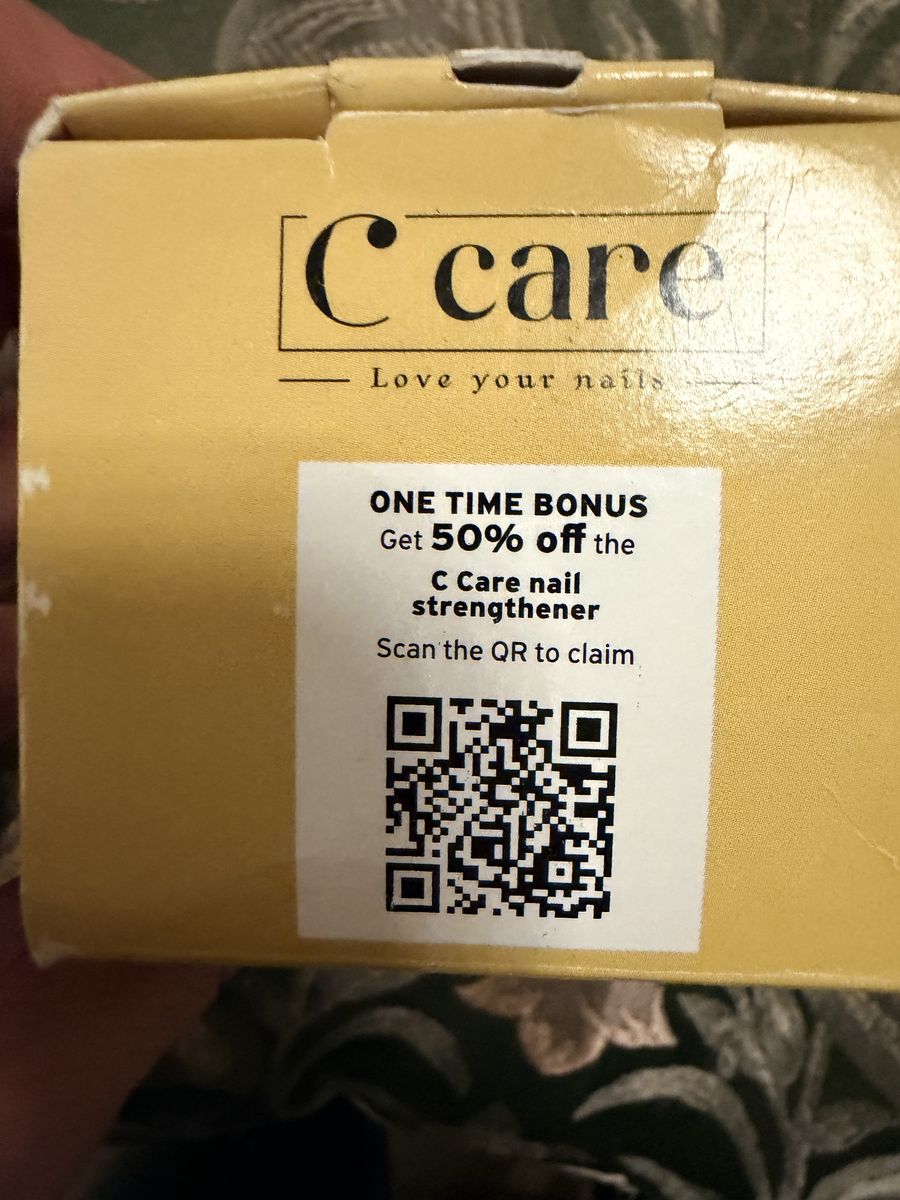 C care
Love your nails
ONE TIME BONUS
Get 50% off the
C Care nail
strengthener
Scan the QR to claim